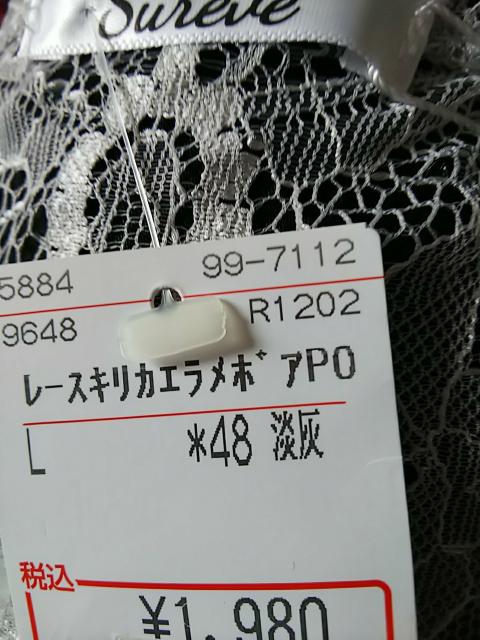 Sureve
5884
99-7112
9648
R1202
レースキリカエラメボアPO
L
*48 淡灰
税込
¥1,980